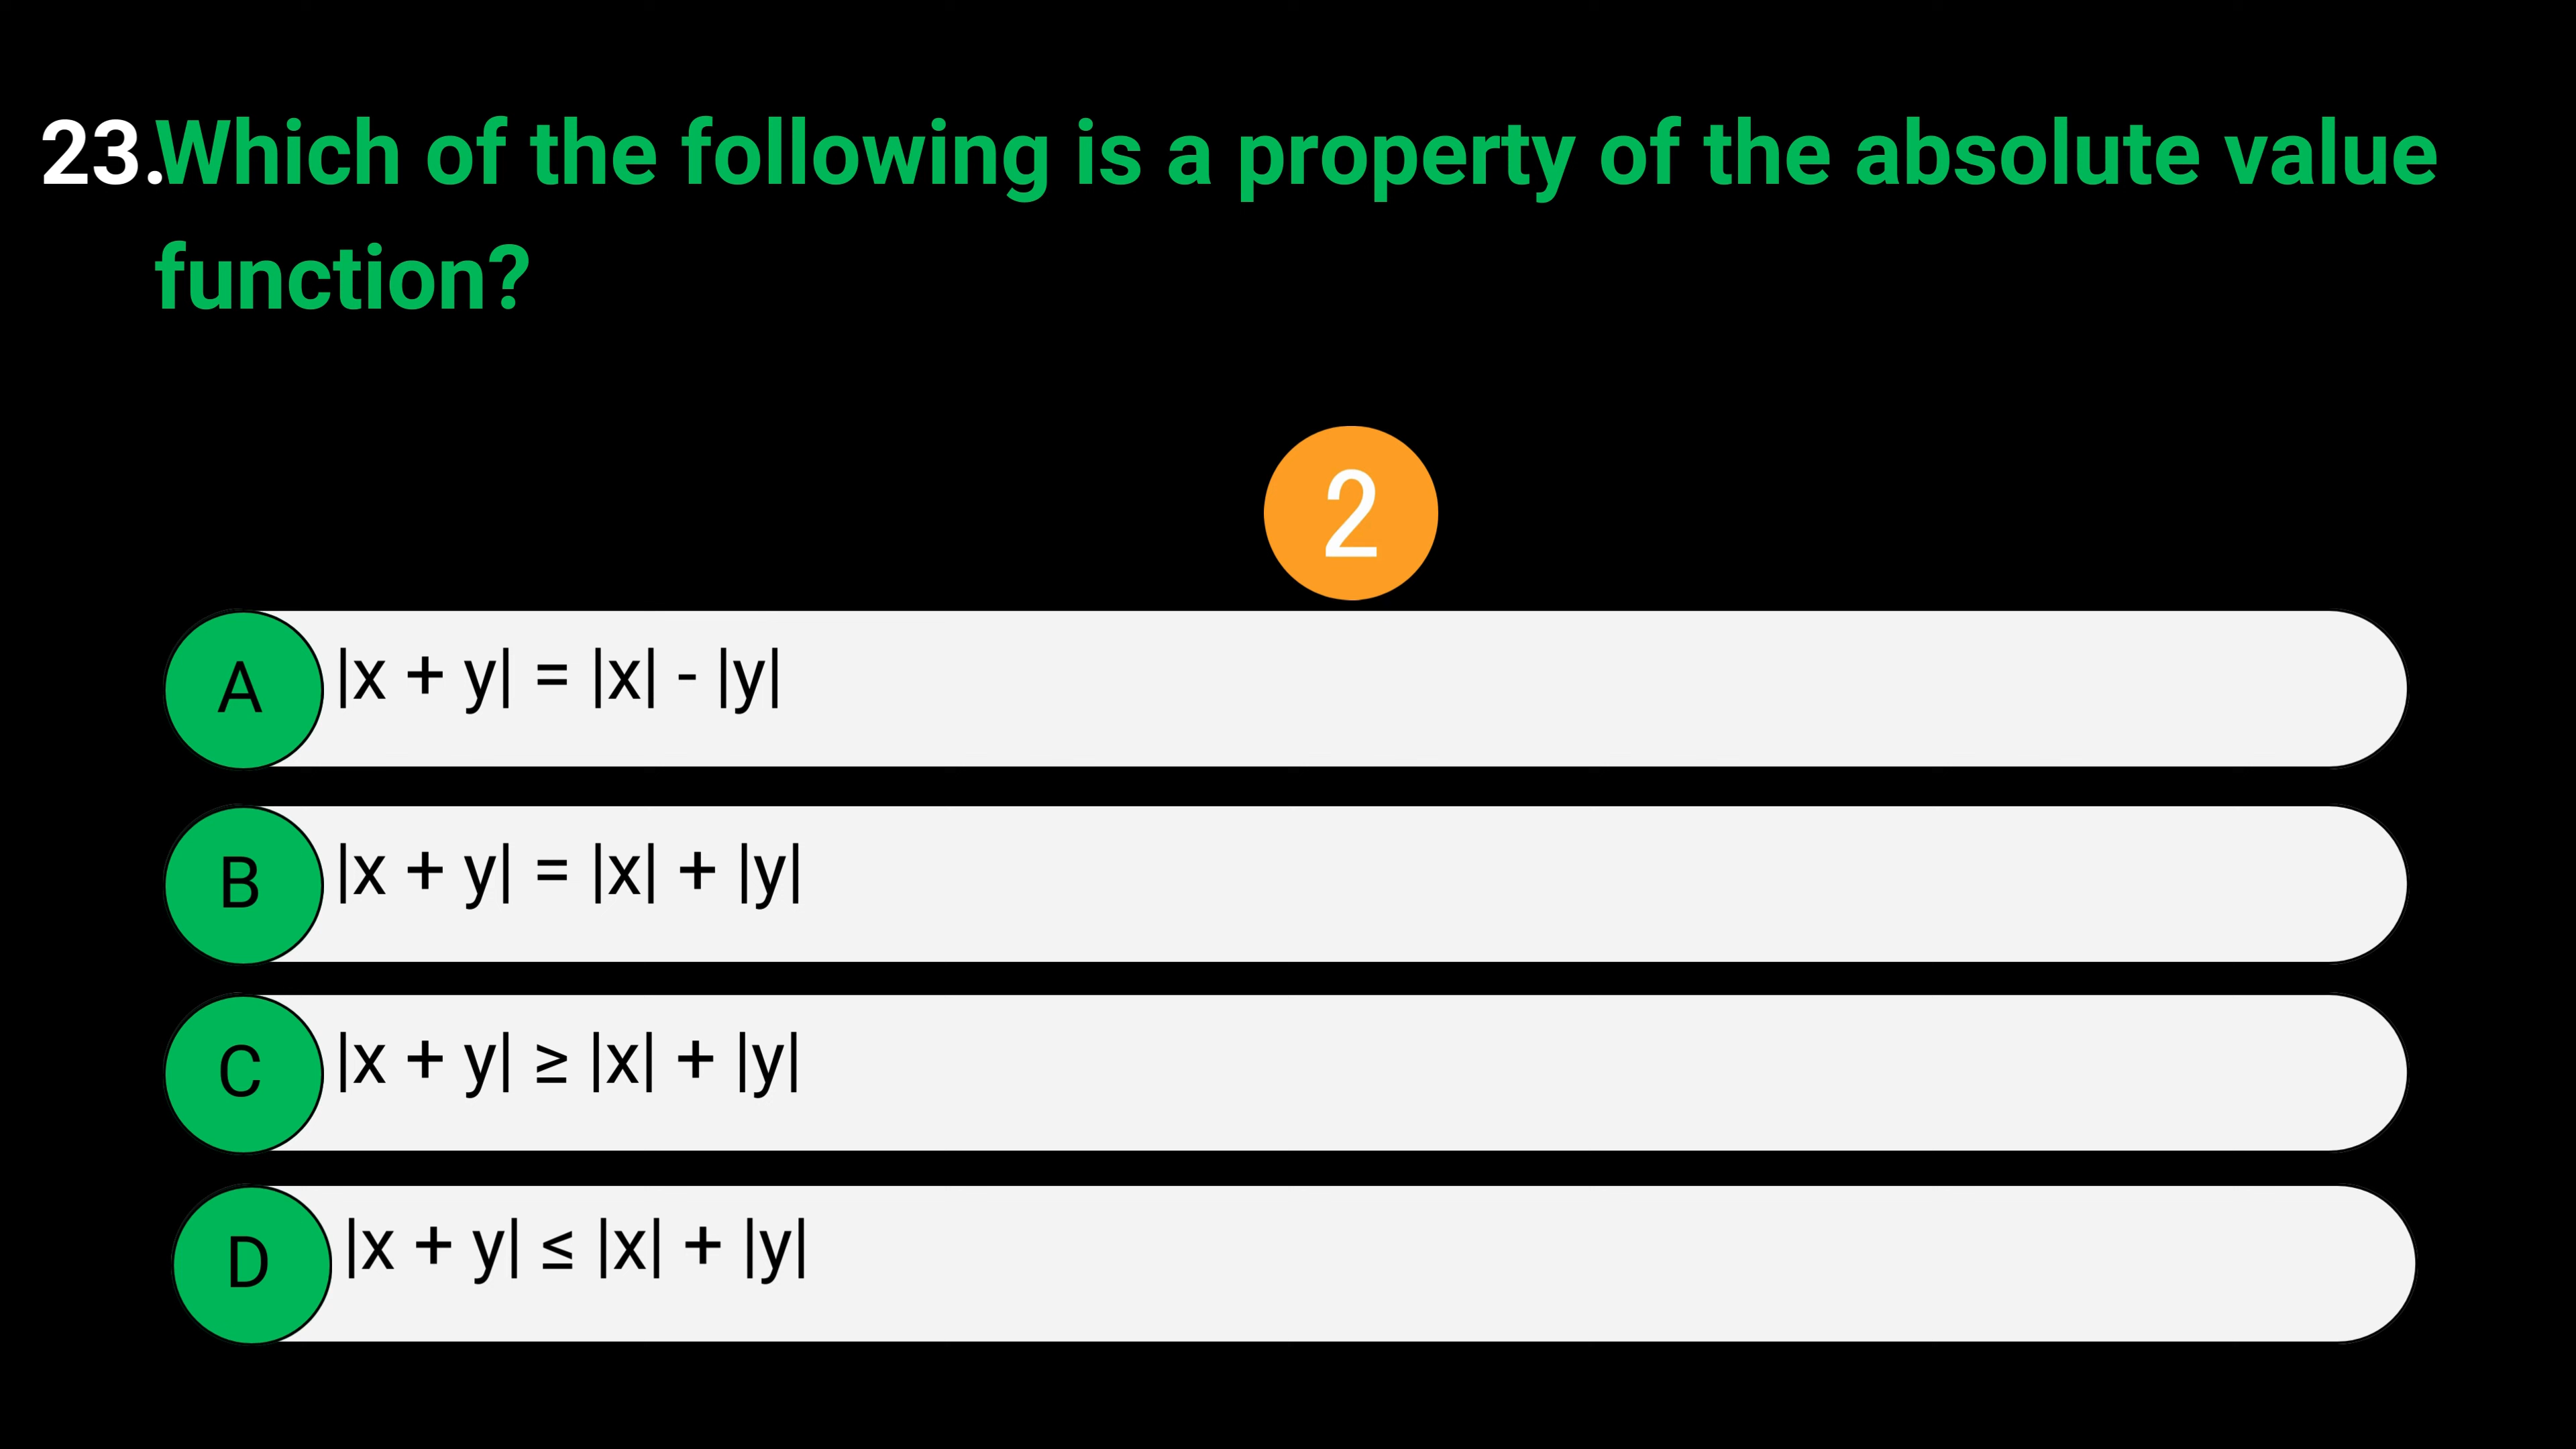 23.Which of the following is a property of the absolute value
function?
2
A |x + y| = |x| - |y|
B |x + y| = |x| + |y|
C |x + y| ≥ |x| + |y|
D |x + y| ≤ |x| + |y|